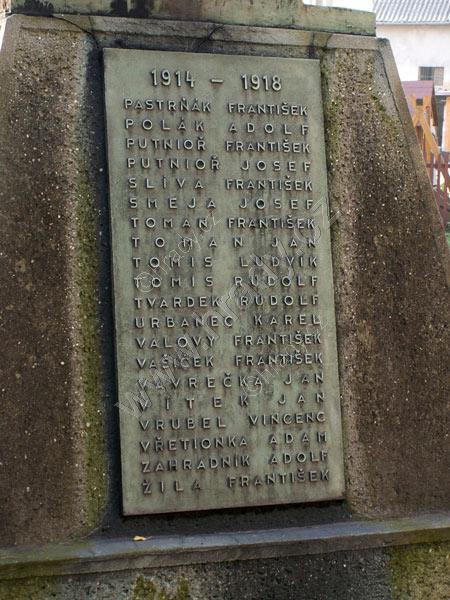 1914 - 1918
PASTRŇÁK FRANTIŠEK
POLÁK ADOLF
PUTNIOŘ FRANTIŠEK
PUTNIOŘ JOSEF
SLÍVA FRANTIŠEK
SMEJA JOSEF
TOMAN FRANTIŠEK
TOMAN JAN
TOMIS LUDVÍK
TOMIS RUDOLF
TVARDEK RUDOLF
URBANEC KAREL
VALOVÝ FRANTIŠEK
VAŠÍČEK FRANTIŠEK
VAVREČKA JAN
VÍTEK JAN
VRUBEL VINCENC
VŘETIONKA ADAM
ZAHRADNÍK ADOLF
ŽILA FRANTIŠEK